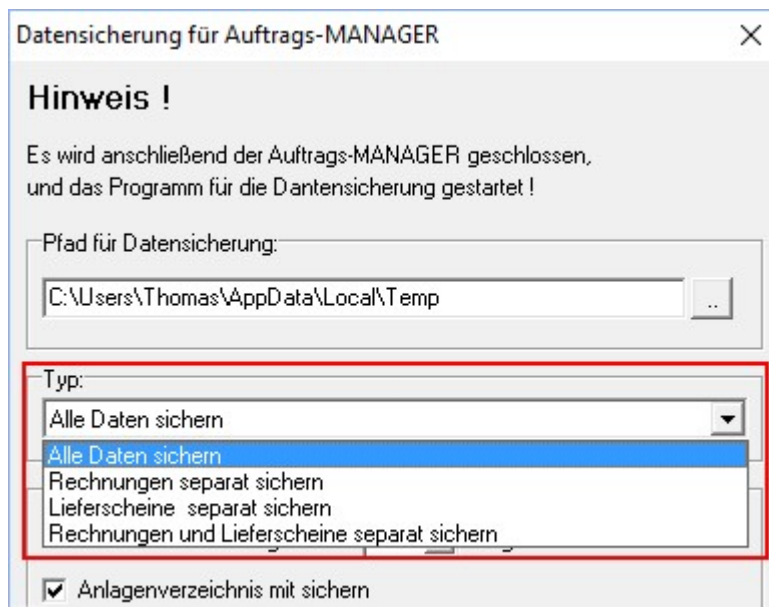 Datensicherung für Auftrags-MANAGER
Hinweis !
Es wird anschließend der Auftrags-MANAGER geschlossen,
und das Programm für die Dantensicherung gestartet !
Pfad für Datensicherung:
C:\Users\Thomas\AppData\Local\Temp
..
Typ:
Alle Daten sichern
Alle Daten sichern
Rechnungen separat sichern
Lieferscheine  separat sichern
Rechnungen und Lieferscheine separat sichern
Anlagenverzeichnis mit sichern